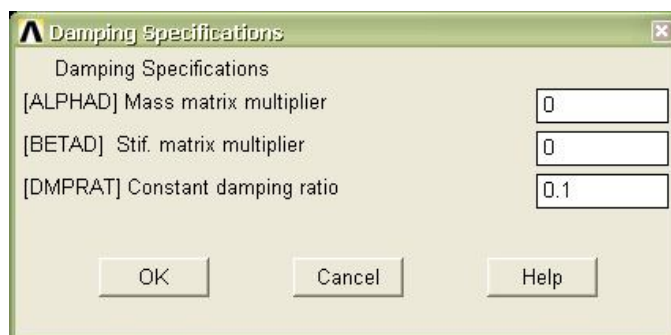 Damping Specifications
Damping Specifications
[ALPHAD] Mass matrix multiplier 0
[BETAD] Stif. matrix multiplier 0
[DMPRAT] Constant damping ratio 0.1
OK Cancel Help